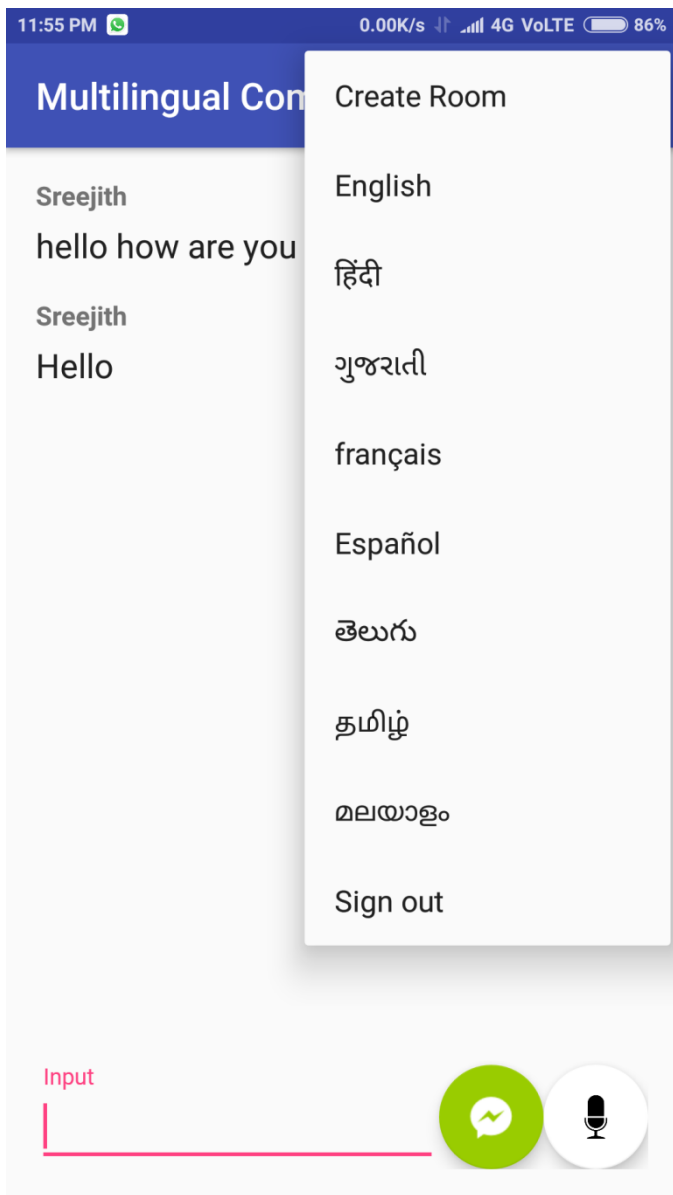 11:55 PM 0.00K/s 4G VoLTE 86%
Multilingual Com
Sreejith
hello how are you
Sreejith
Hello
Create Room
English
हिंदी
ગુજરાતી
français
Español
తెలుగు
தமிழ்
മലയാളം
Sign out
Input